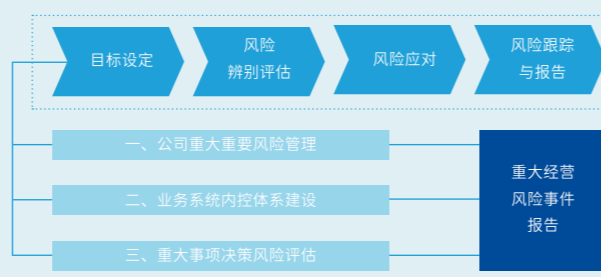 目标设定
风险
辨别评估
风险应对
风险跟踪
与报告
一、公司重大重要风险管理
二、业务系统内控体系建设
三、重大事项决策风险评估
重大经营
风险事件
报告